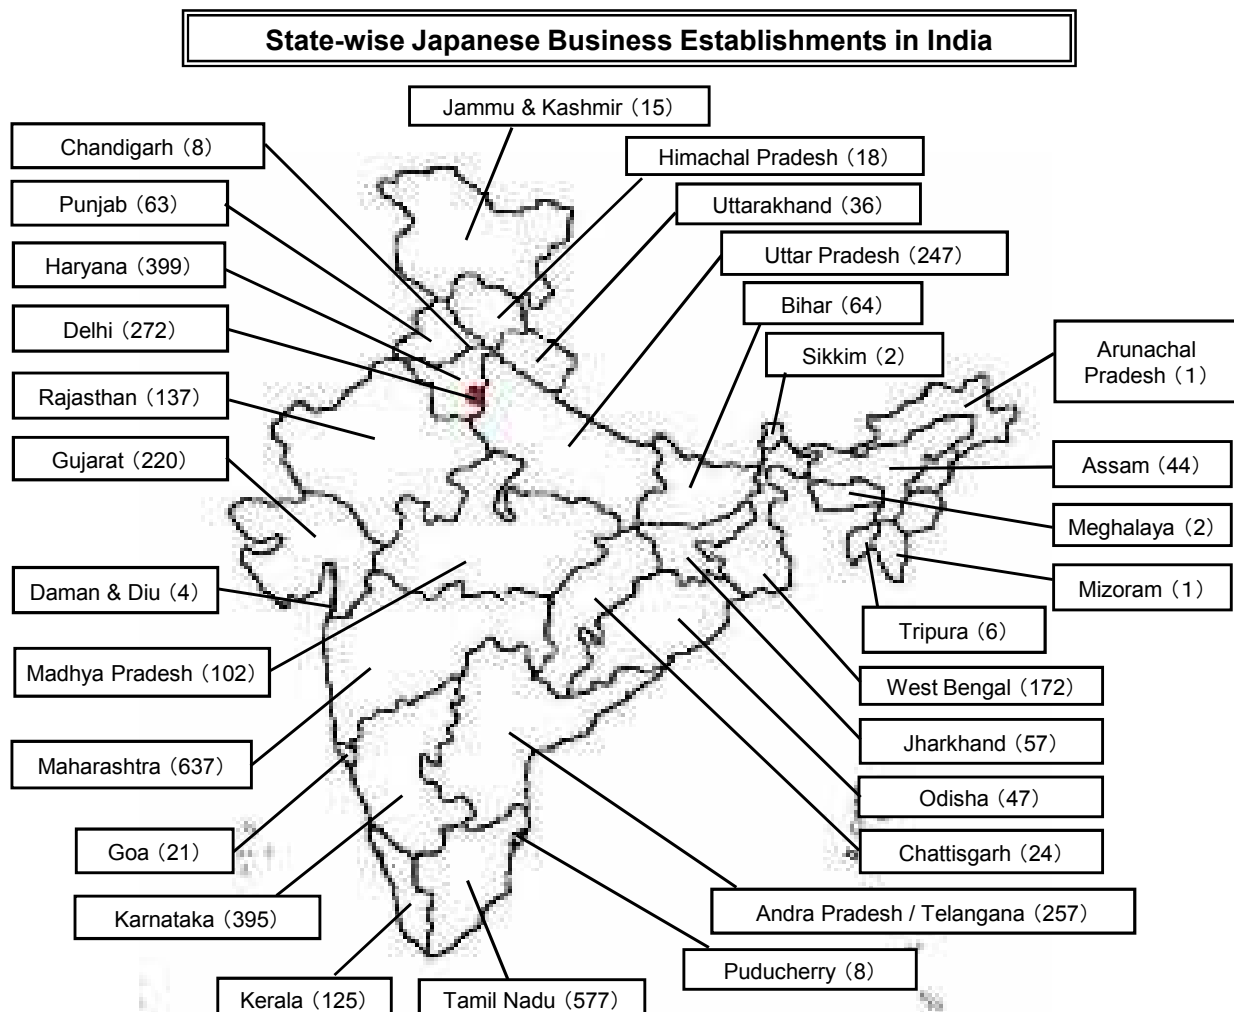 State-wise Japanese Business Establishments in India
Jammu & Kashmir（15）
Chandigarh（8）
Himachal Pradesh（18）
Punjab（63）
Uttarakhand（36）
Haryana（399）
Uttar Pradesh（247）
Bihar（64）
Delhi（272）
Sikkim（2）
Arunachal
Pradesh（1）
Rajasthan（137）
Gujarat（220）
Assam（44）
Meghalaya（2）
Daman & Diu（4）
Mizoram（1）
Tripura（6）
Madhya Pradesh（102）
West Bengal（172）
Jharkhand（57）
Maharashtra（637）
Odisha（47）
Goa（21）
Chattisgarh（24）
Karnataka（395）
Andra Pradesh / Telangana（257）
Puducherry（8）
Kerala（125）
Tamil Nadu（577）